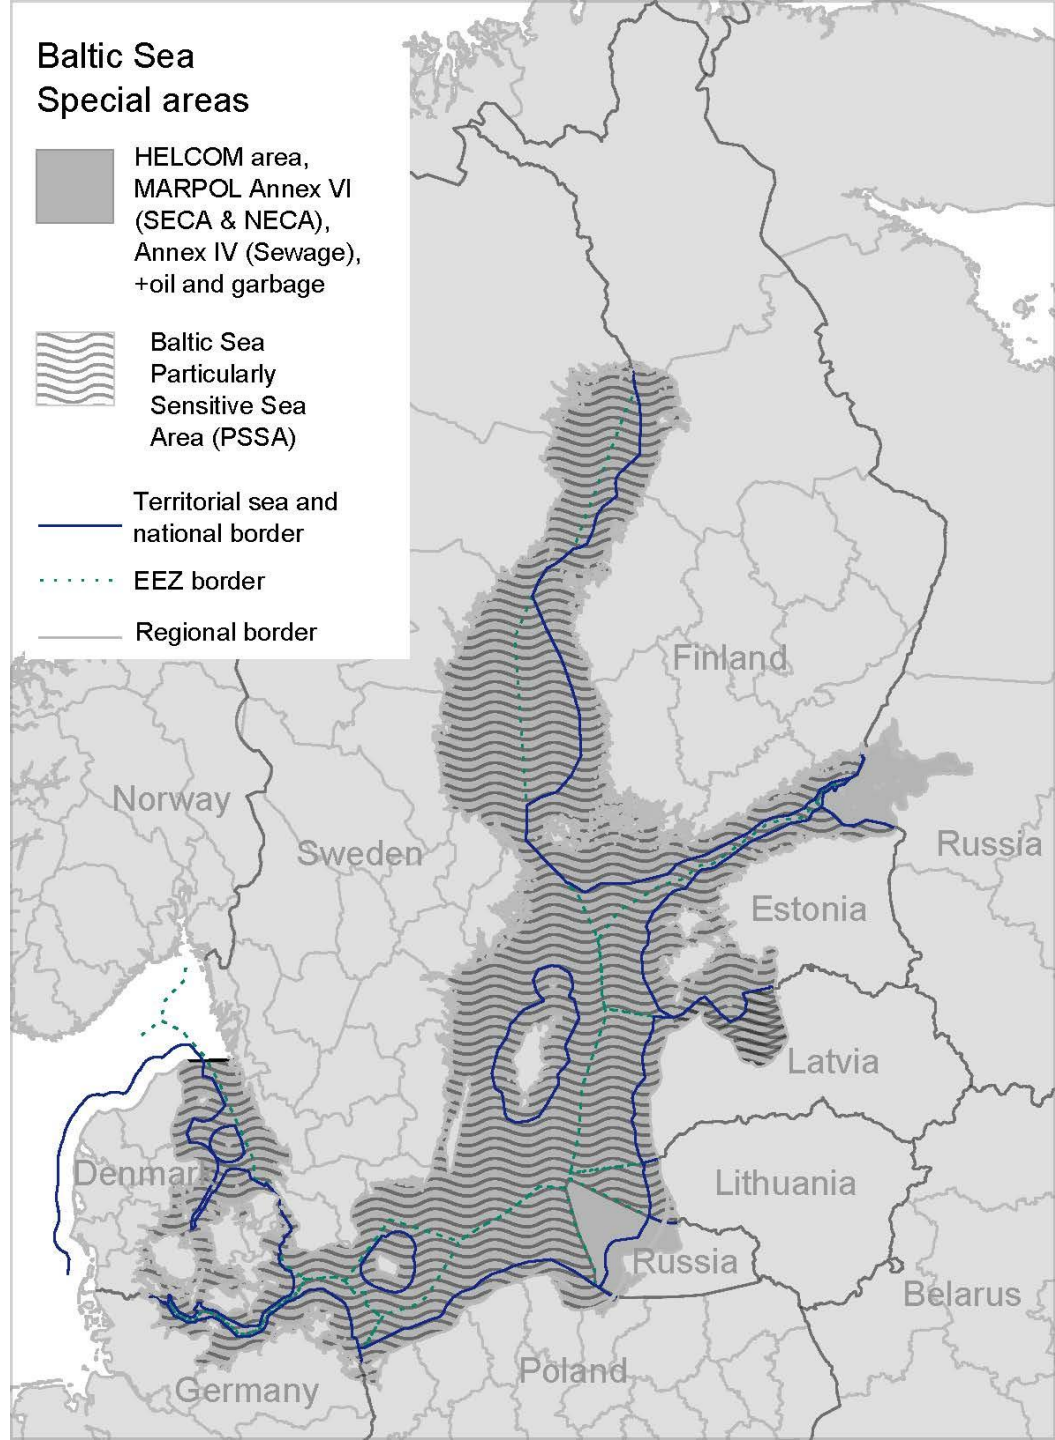 Baltic Sea
Special areas
HELCOM area,
MARPOL Annex VI
(SECA & NECA),
Annex IV (Sewage),
+oil and garbage
Baltic Sea
Particularly
Sensitive Sea
Area (PSSA)
Territorial sea and
national border
EEZ border
Regional border
Finland
Norway
Sweden
Russia
Estonia
Latvia
Denmark
Lithuania
Russia
Belarus
Poland
Germany